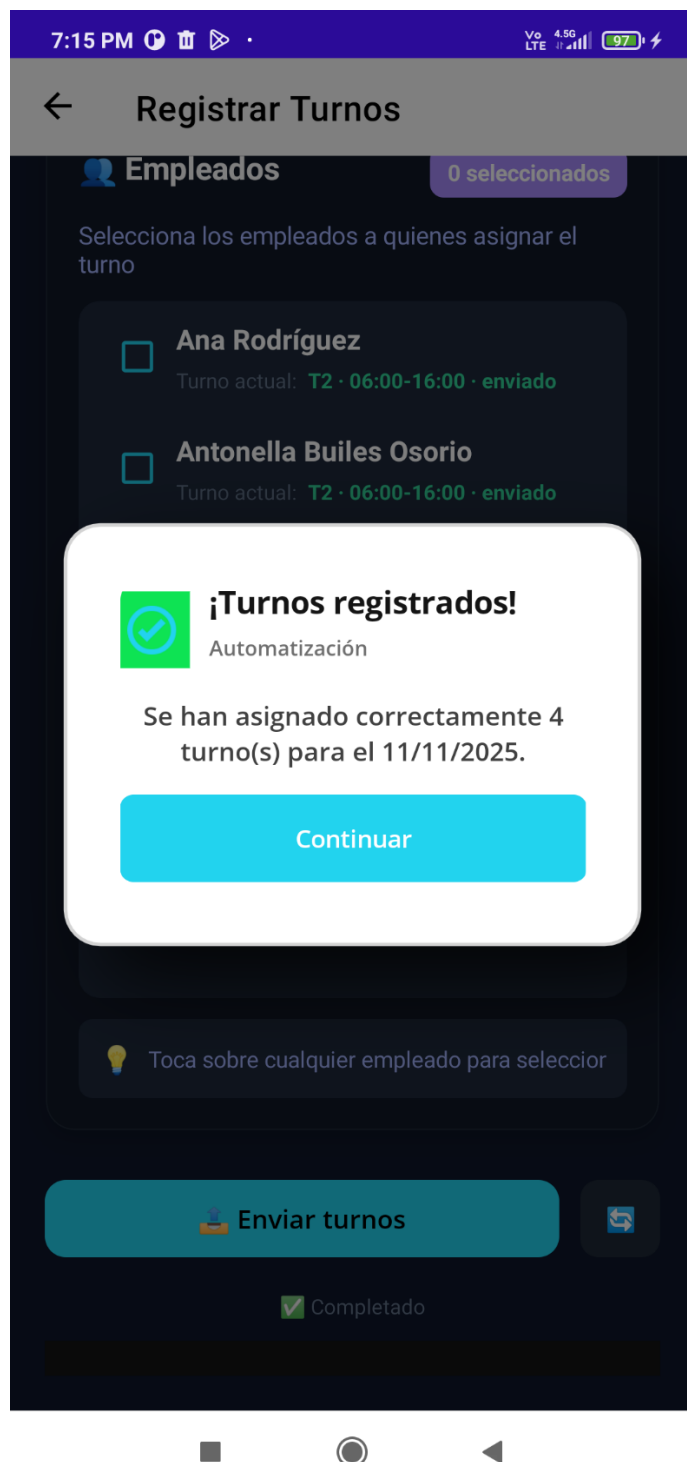 7:15 PM
Vo LTE 4.5G 97
Registrar Turnos
Empleados
0 seleccionados
Selecciona los empleados a quienes asignar el
turno
Ana Rodríguez
Turno actual: T2 · 06:00-16:00 · enviado
Antonella Builes Osorio
Turno actual: T2 · 06:00-16:00 · enviado
¡Turnos registrados!
Automatización
Se han asignado correctamente 4
turno(s) para el 11/11/2025.
Continuar
Toca sobre cualquier empleado para seleccior
Enviar turnos
Completado